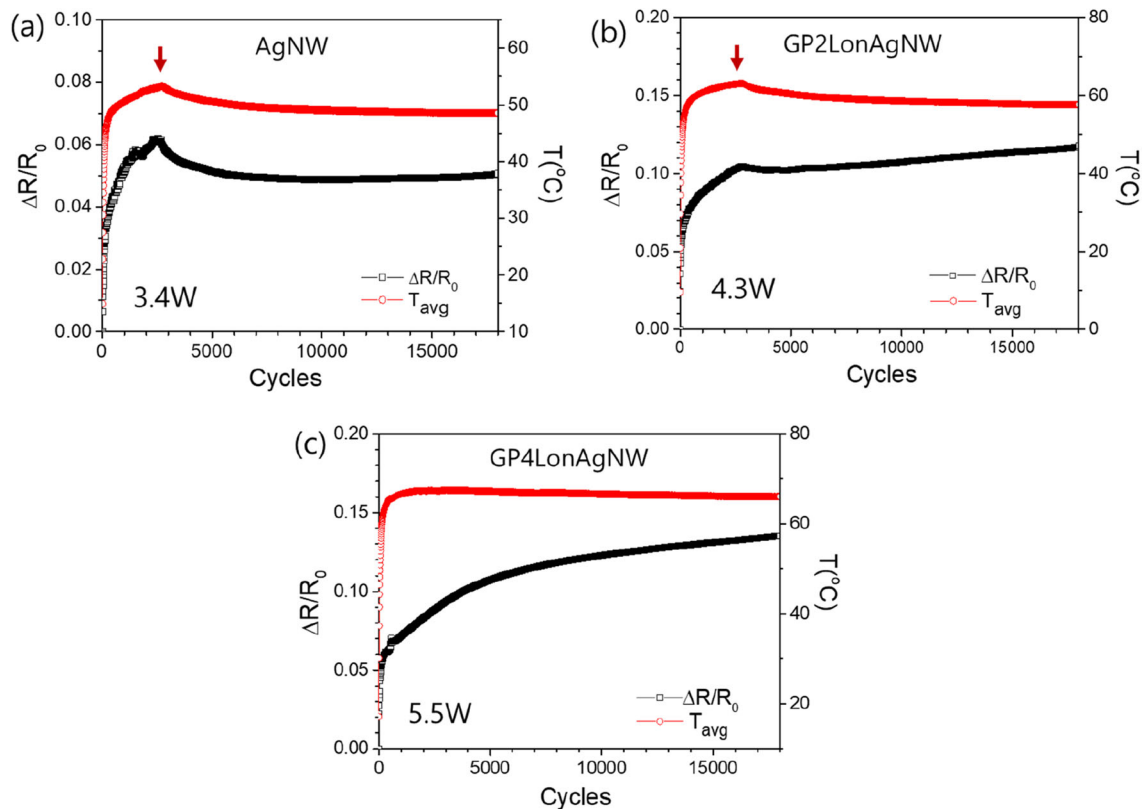 (a)
AgNW
0.10
0.08
0.06
0.04
0.02
0.00
ΔR/R0
60
50
40
30
20
10
T(°C)
3.4W
ΔR/R0
Tavg
0 5000 10000 15000
Cycles
(b)
GP2LonAgNW
0.20
0.15
0.10
0.05
0.00
ΔR/R0
80
60
40
20
0
T(°C)
4.3W
ΔR/R0
Tavg
0 5000 10000 15000
Cycles
(c)
GP4LonAgNW
0.20
0.15
0.10
0.05
0.00
ΔR/R0
80
60
40
20
T(°C)
5.5W
ΔR/R0
Tavg
0 5000 10000 15000
Cycles